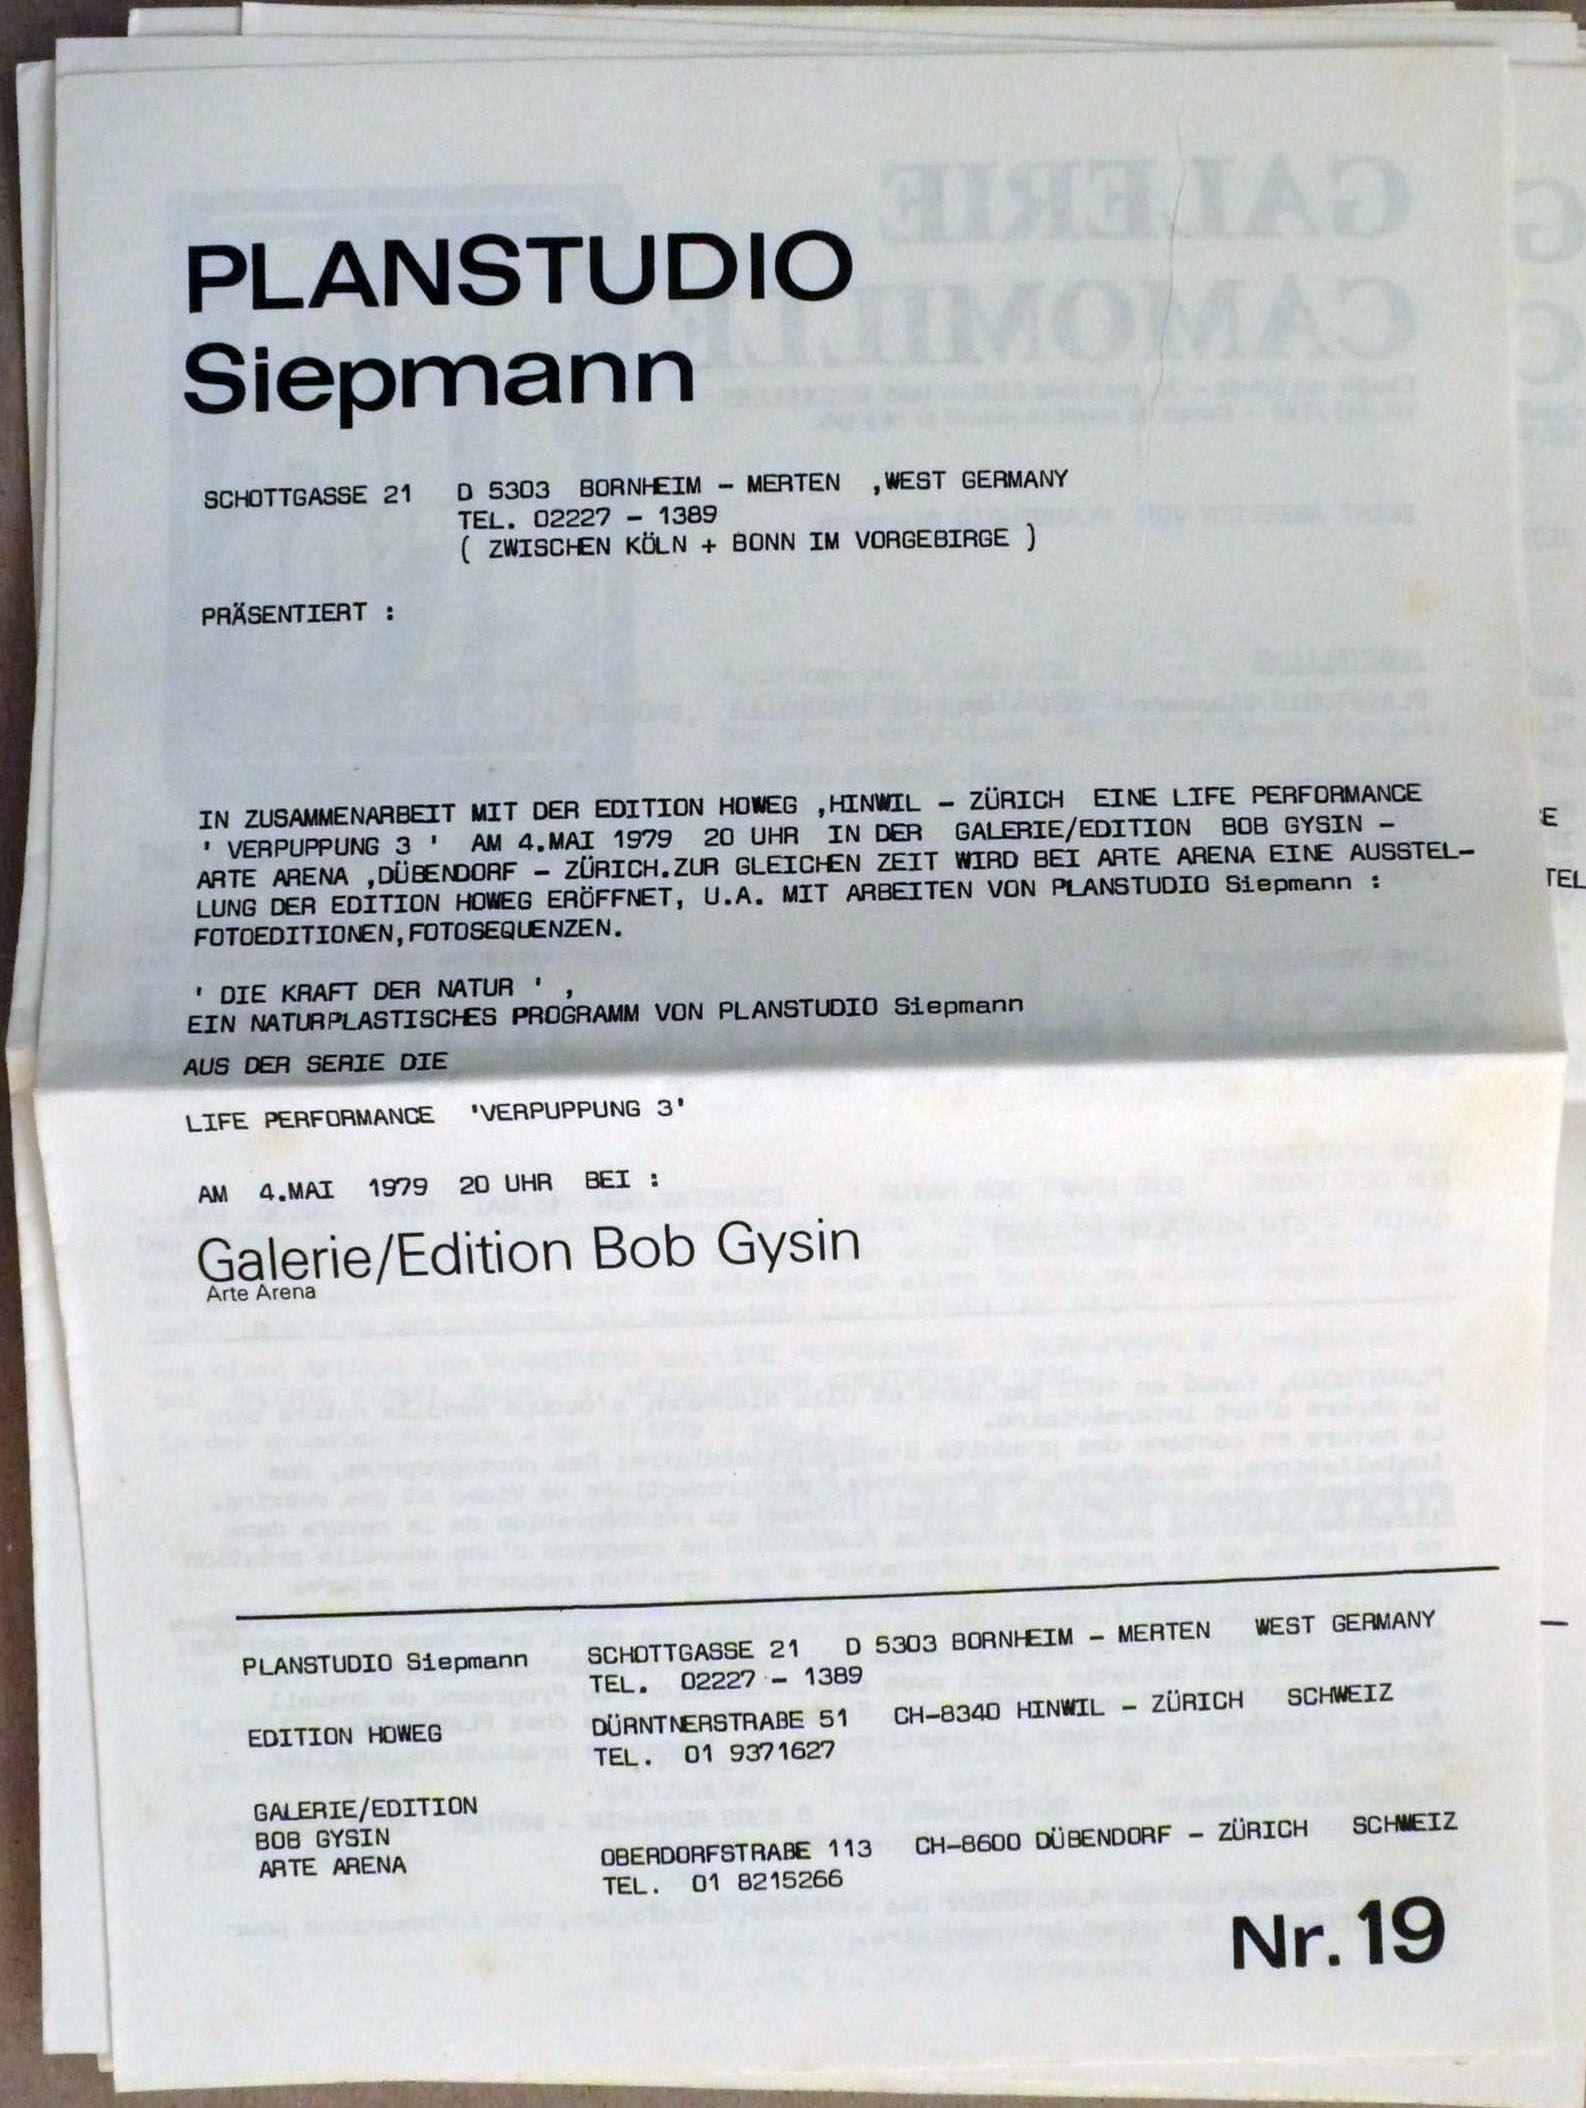 PLANSTUDIO
Siepmann
SCHOTTGASSE 21 D 5303 BORNHEIM - MERTEN ,WEST GERMANY
TEL. 02227 - 1389
( ZWISCHEN KÖLN + BONN IM VORGEBIRGE )
PRÄSENTIERT :
IN ZUSAMMENARBEIT MIT DER EDITION HOWEG ,HINWIL - ZÜRICH EINE LIFE PERFORMANCE
' VERPUPPUNG 3 ' AM 4.MAI 1979 20 UHR IN DER GALERIE/EDITION BOB GYSIN -
ARTE ARENA ,DÜBENDORF - ZÜRICH.ZUR GLEICHEN ZEIT WIRD BEI ARTE ARENA EINE AUSSTEL-
LUNG DER EDITION HOWEG ERÖFFNET, U.A. MIT ARBEITEN VON PLANSTUDIO Siepmann :
FOTOEDITIONEN,FOTOSEQUENZEN.
' DIE KRAFT DER NATUR ' ,
EIN NATURPLASTISCHES PROGRAMM VON PLANSTUDIO Siepmann
AUS DER SERIE DIE
LIFE PERFORMANCE 'VERPUPPUNG 3'
AM 4.MAI 1979 20 UHR BEI :
Galerie/Edition Bob Gysin
Arte Arena
PLANSTUDIO Siepmann SCHOTTGASSE 21 D 5303 BORNHEIM - MERTEN WEST GERMANY
TEL. 02227 - 1389
EDITION HOWEG DÜRNTNERSTRAßE 51 CH-8340 HINWIL - ZÜRICH SCHWEIZ
TEL. 01 9371627
GALERIE/EDITION
BOB GYSIN
ARTE ARENA OBERDORFSTRAßE 113 CH-8600 DÜBENDORF - ZÜRICH SCHWEIZ
TEL. 01 8215266
Nr. 19
GALERIE
CAMOMILLE
E
TEL